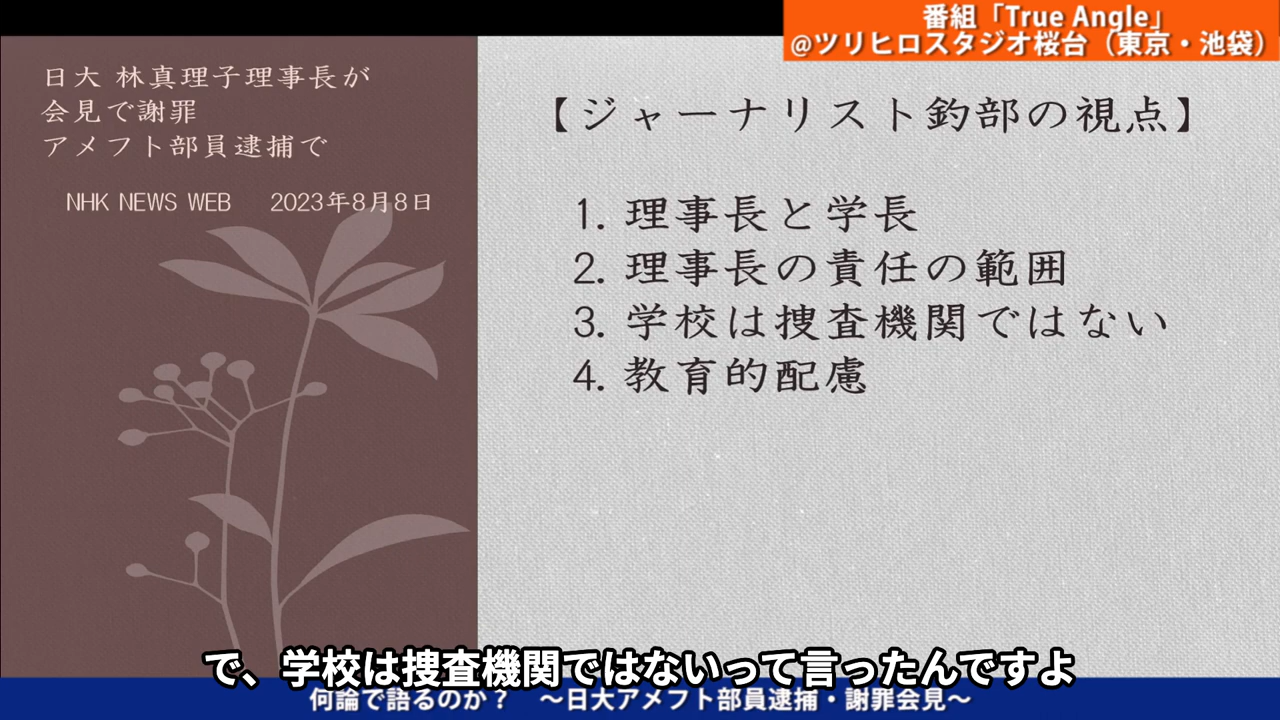 番組「True Angle」
@ツリヒロスタジオ桜台（東京・池袋）
日大 林真理子理事長が
会見で謝罪
アメフト部員逮捕で
NHK NEWS WEB 2023年8月8日
【ジャーナリスト釣部の視点】
1. 理事長と学長
2. 理事長の責任の範囲
3. 学校は捜査機関ではない
4. 教育的配慮
で、学校は捜査機関ではないって言ったんですよ
何論で語るのか？ ～日大アメフト部員逮捕・謝罪会見～